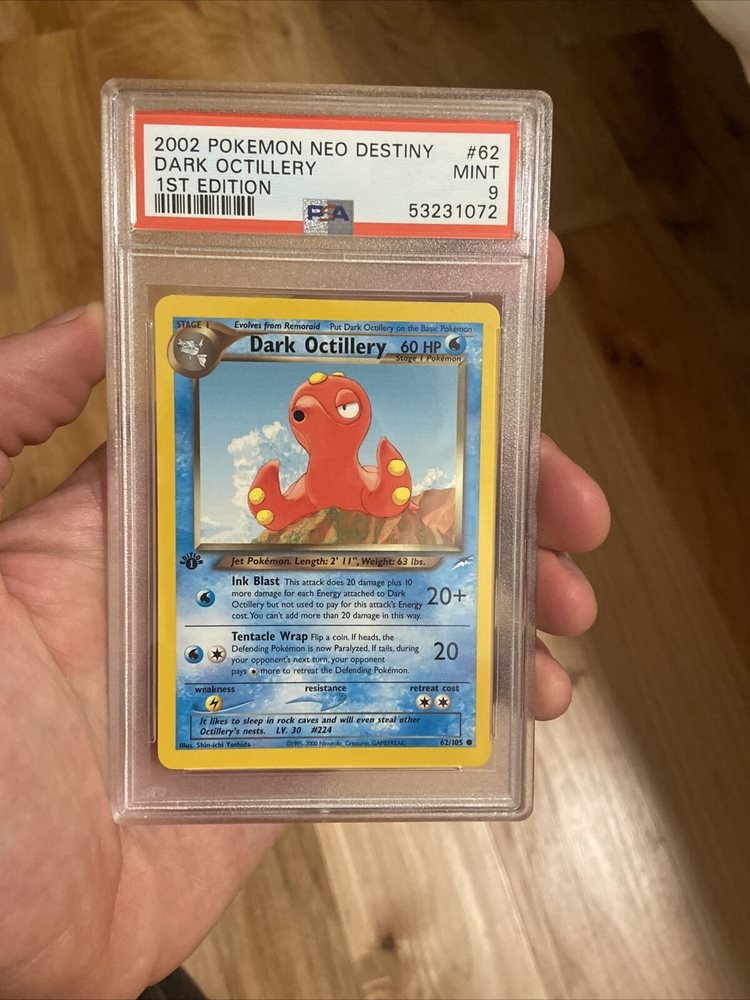 2002 POKEMON NEO DESTINY #62
DARK OCTILLERY MINT
1ST EDITION 9
PSA 53231072
STAGE 1 Evolves from Remoraid Put Dark Octillery on the Basic Pokémon
Dark Octillery 60 HP
Stage 1 Pokémon
EDITION
1
Jet Pokémon. Length: 2' 11", Weight: 63 lbs.
Ink Blast This attack does 20 damage plus 10
more damage for each Energy attached to Dark
Octillery but not used to pay for this attack's Energy
cost. You can't add more than 20 damage in this way.
20+
Tentacle Wrap Flip a coin. If heads, the
Defending Pokémon is now Paralyzed. If tails, during
your opponent's next turn, your opponent
pays more to retreat the Defending Pokémon.
20
weakness resistance retreat cost
It likes to sleep in rock caves and will even steal other
Octillery's nests. LV. 30 #224
Illus. Shin-ichi Yoshida ©1995-2000 Nintendo, Creatures, GAMEFREAK. 62/105